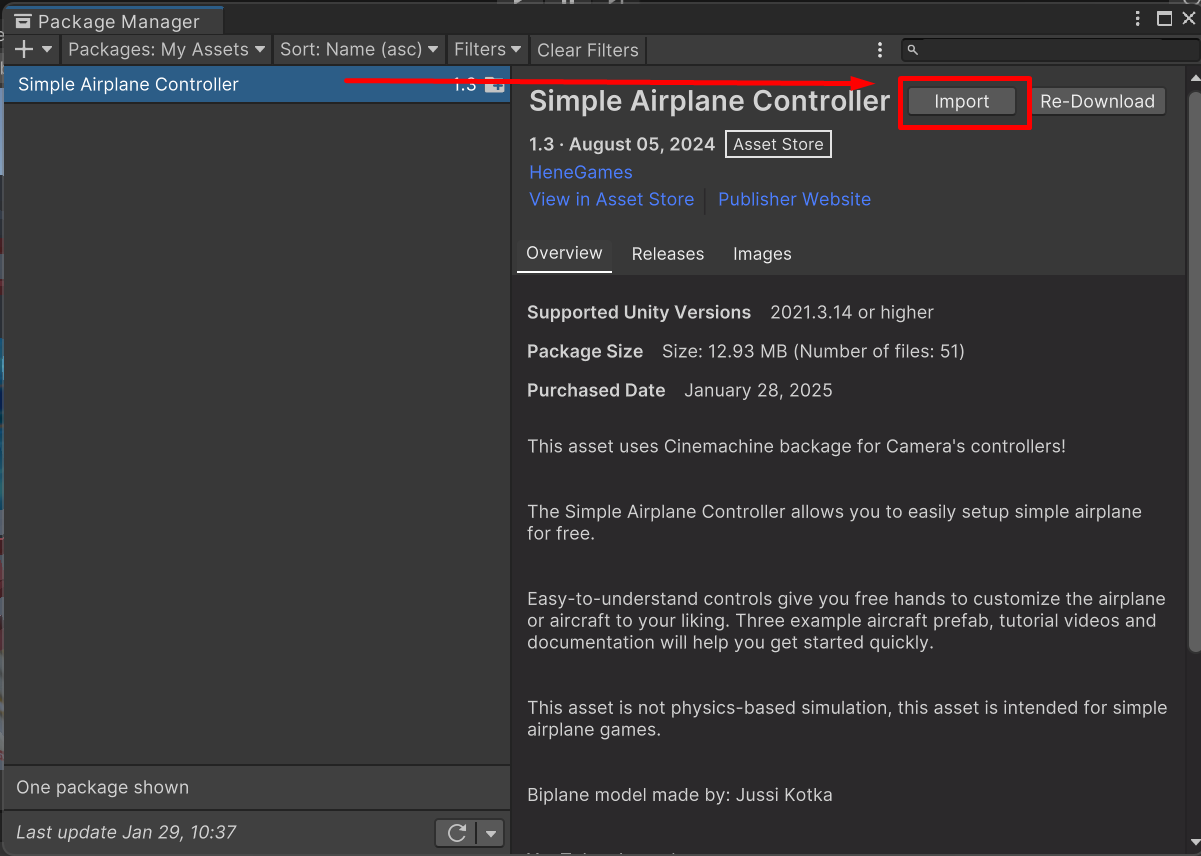 Package Manager
Packages: My Assets Sort: Name (asc) Filters Clear Filters
Simple Airplane Controller 1.3
Simple Airplane Controller Import Re-Download
1.3 · August 05, 2024 Asset Store
HeneGames
View in Asset Store Publisher Website
Overview Releases Images
Supported Unity Versions 2021.3.14 or higher
Package Size Size: 12.93 MB (Number of files: 51)
Purchased Date January 28, 2025
This asset uses Cinemachine backage for Camera's controllers!
The Simple Airplane Controller allows you to easily setup simple airplane
for free.
Easy-to-understand controls give you free hands to customize the airplane
or aircraft to your liking. Three example aircraft prefab, tutorial videos and
documentation will help you get started quickly.
This asset is not physics-based simulation, this asset is intended for simple
airplane games.
Biplane model made by: Jussi Kotka
One package shown
Last update Jan 29, 10:37